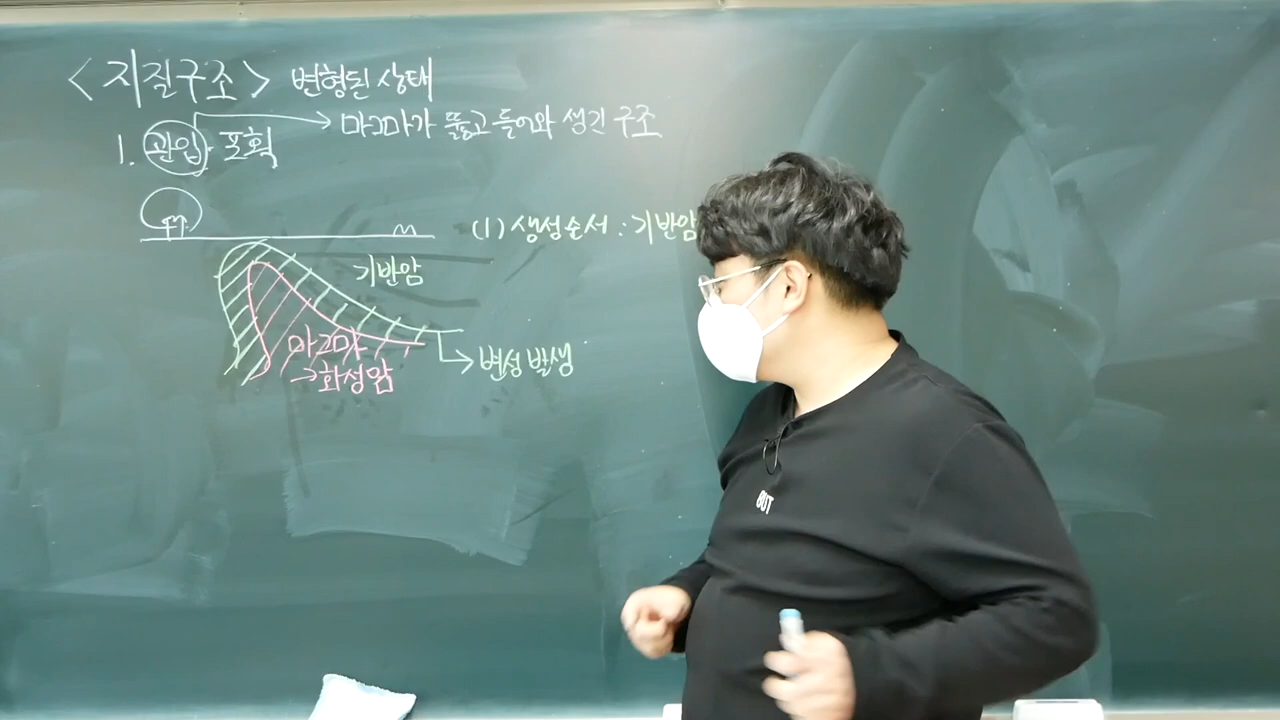 <지질구조> 변형된 상태
1. 관입과 포획 → 마그마가 뚫고 들어와 생긴 구조
(1) 생성순서 : 기반암
기반암
마그마
→화성암
변성 발생
BUT